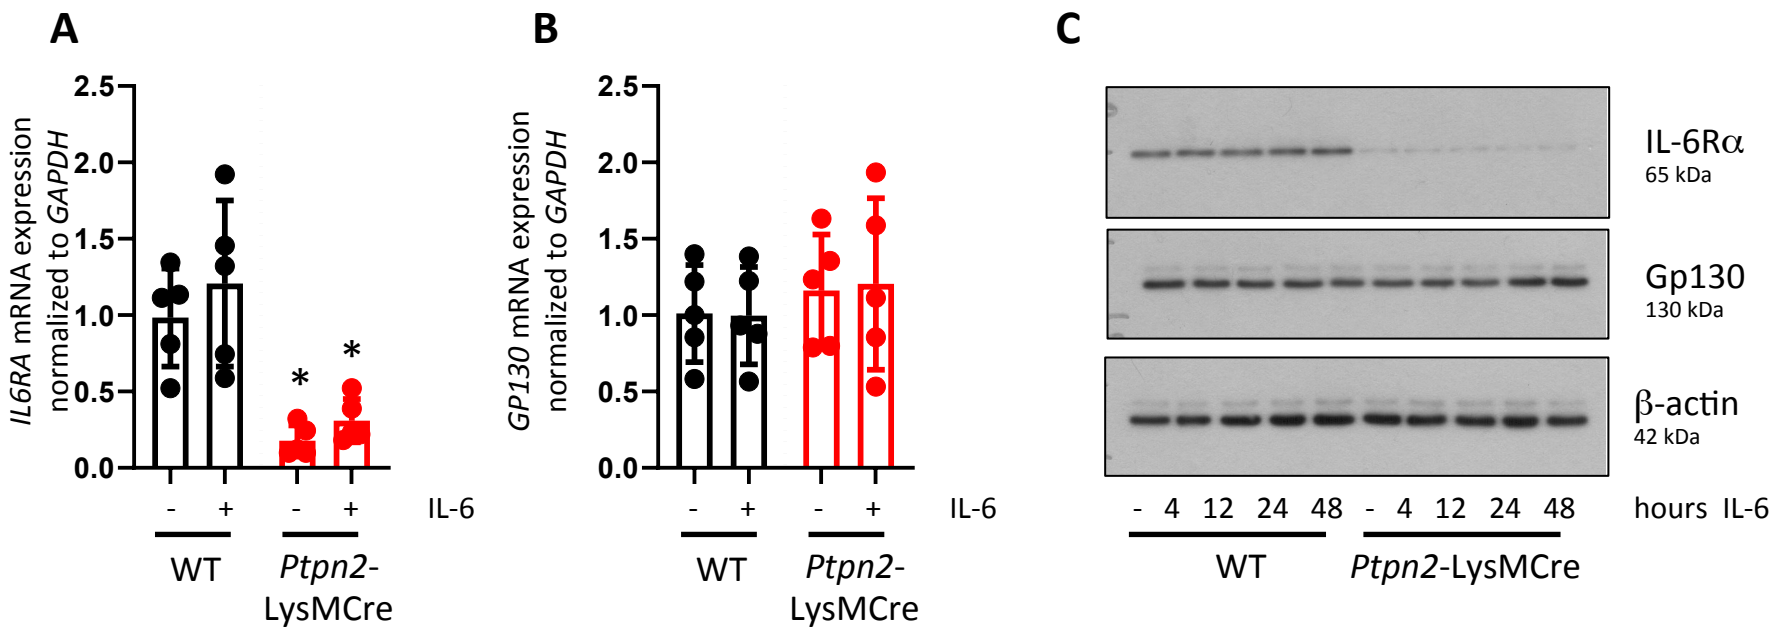 A
IL6RA mRNA expression
normalized to GAPDH
2.5
2.0
1.5
1.0
0.5
0.0
*
*
- + - + IL-6
WT
Ptpn2-
LysMCre
B
GP130 mRNA expression
normalized to GAPDH
2.5
2.0
1.5
1.0
0.5
0.0
- + - + IL-6
WT
Ptpn2-
LysMCre
C
IL-6Rα
65 kDa
Gp130
130 kDa
β-actin
42 kDa
- 4 12 24 48 - 4 12 24 48 hours IL-6
WT
Ptpn2-LysMCre